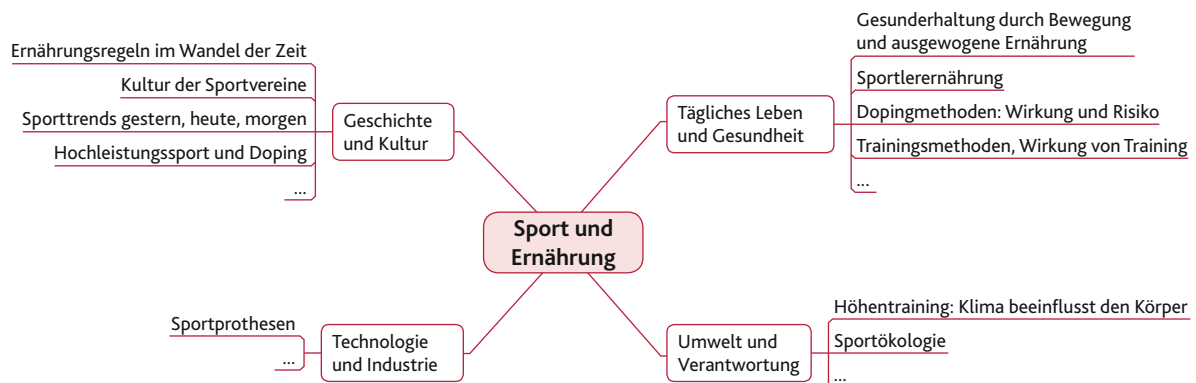 Ernährungsregeln im Wandel der Zeit
Kultur der Sportvereine
Sporttrends gestern, heute, morgen
Hochleistungssport und Doping
...
Geschichte
und Kultur
Gesunderhaltung durch Bewegung
und ausgewogene Ernährung
Sportlerernährung
Dopingmethoden: Wirkung und Risiko
Trainingsmethoden, Wirkung von Training
...
Tägliches Leben
und Gesundheit
Sport und
Ernährung
Sportprothesen
...
Technologie
und Industrie
Umwelt und
Verantwortung
Höhentraining: Klima beeinflusst den Körper
Sportökologie
...